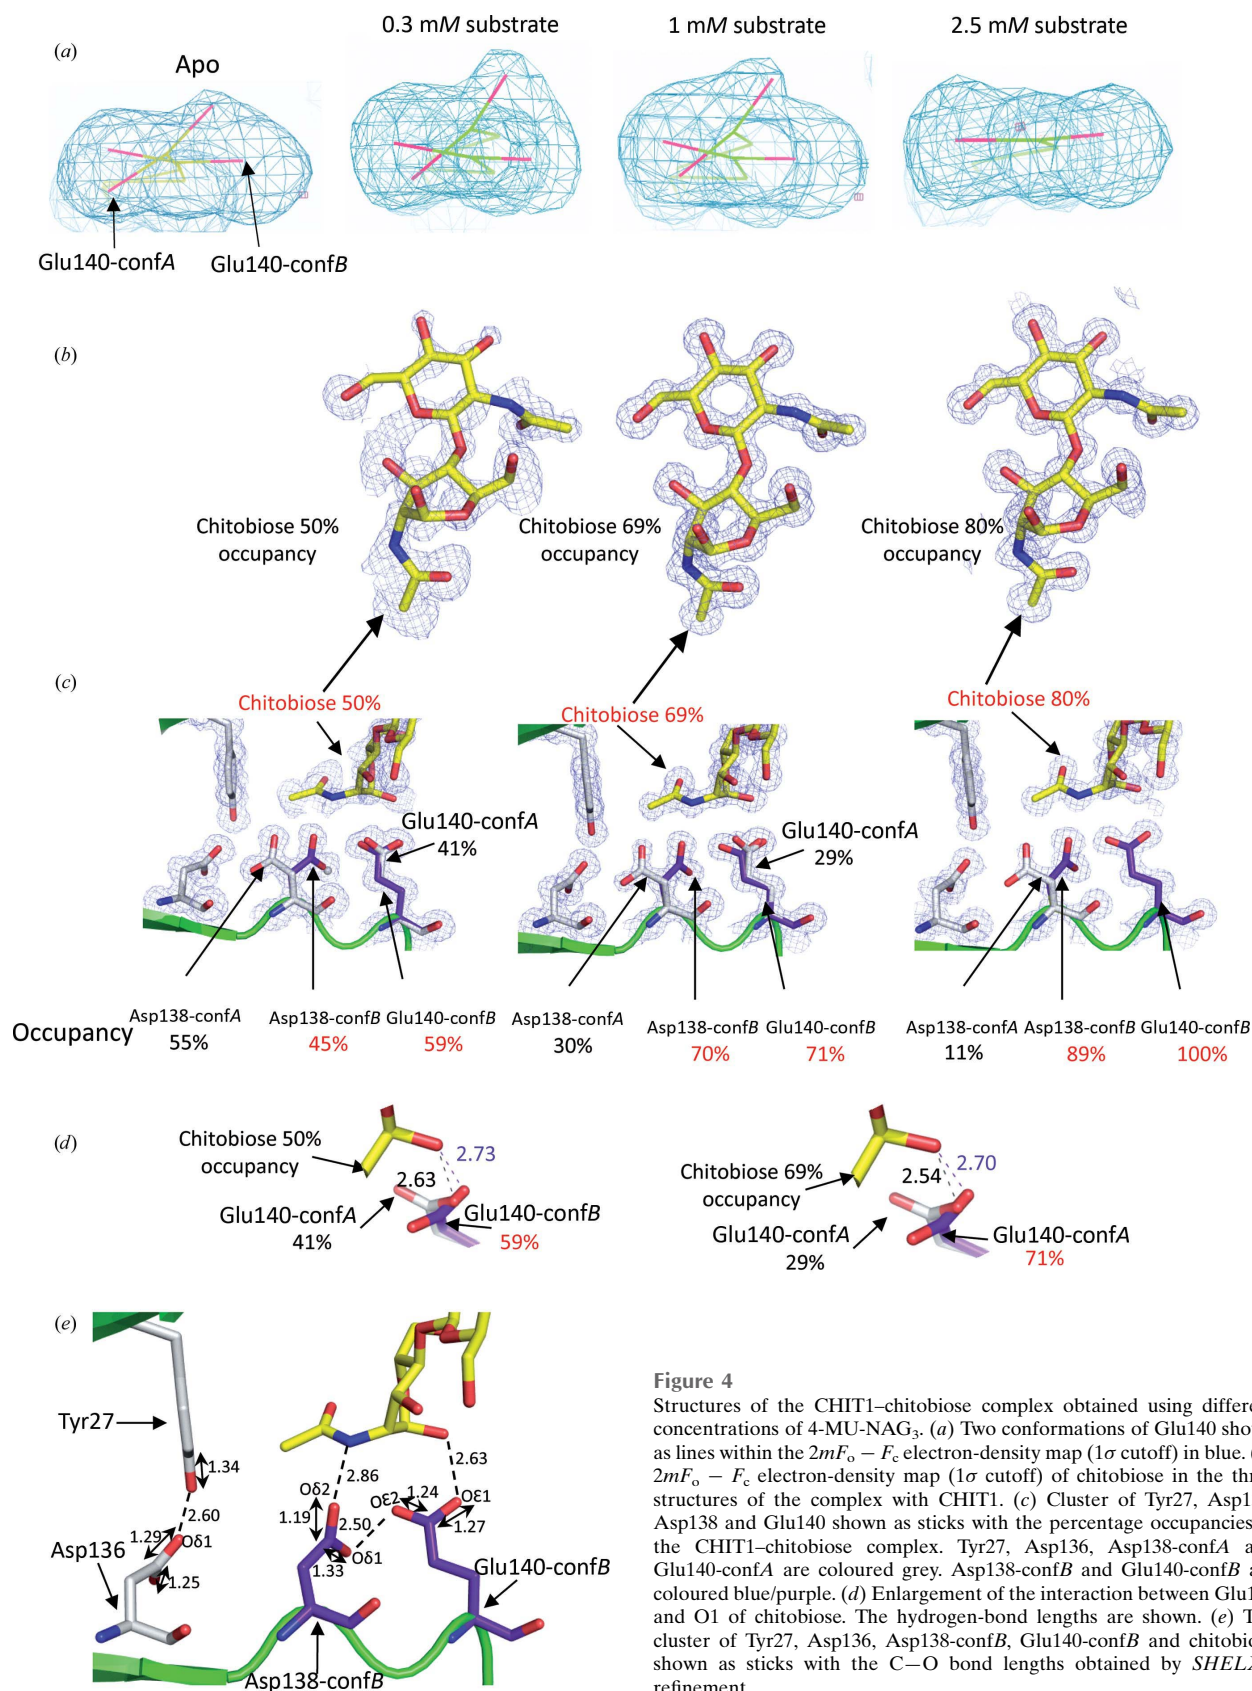 0.3 mM substrate
1 mM substrate
2.5 mM substrate
(a)
Apo
Glu140-confA
Glu140-confB
(b)
Chitobiose 50%
occupancy
Chitobiose 69%
occupancy
Chitobiose 80%
occupancy
(c)
Chitobiose 50%
Chitobiose 69%
Chitobiose 80%
Glu140-confA
41%
Glu140-confA
29%
Occupancy
Asp138-confA
55%
Asp138-confB
45%
Glu140-confB
59%
Asp138-confA
30%
Asp138-confB
70%
Glu140-confB
71%
Asp138-confA
11%
Asp138-confB
89%
Glu140-confB
100%
(d)
Chitobiose 50%
occupancy
2.73
2.63
Glu140-confA
41%
Glu140-confB
59%
Chitobiose 69%
occupancy
2.54
2.70
Glu140-confA
29%
Glu140-confA
71%
(e)
Tyr27
1.34
2.60
1.29
Oδ1
Asp136
1.25
2.86
2.63
Oδ2
1.19
2.50
Oε2
1.24
Oε1
1.27
Oδ1
1.33
Glu140-confB
Asp138-confB
Figure 4
Structures of the CHIT1–chitobiose complex obtained using differe
concentrations of 4-MU-NAG₃. (a) Two conformations of Glu140 sho
as lines within the 2mFₒ − F꜀ electron-density map (1σ cutoff) in blue. (
2mFₒ − F꜀ electron-density map (1σ cutoff) of chitobiose in the thr
structures of the complex with CHIT1. (c) Cluster of Tyr27, Asp1
Asp138 and Glu140 shown as sticks with the percentage occupancies
the CHIT1–chitobiose complex. Tyr27, Asp136, Asp138-confA a
Glu140-confA are coloured grey. Asp138-confB and Glu140-confB a
coloured blue/purple. (d) Enlargement of the interaction between Glu1
and O1 of chitobiose. The hydrogen-bond lengths are shown. (e) T
cluster of Tyr27, Asp136, Asp138-confB, Glu140-confB and chitobio
shown as sticks with the C—O bond lengths obtained by SHELX
refinement